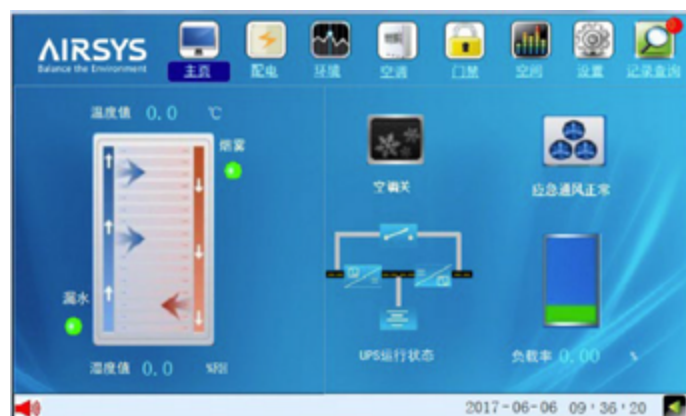 AIRSYS
Balance the Environment
主页 配电 环境 空调 门禁 空间 设置 记录查询
温度值 0.0 ℃
烟雾
空调关
应急通风正常
漏水
UPS运行状态
负载率 0.00 %
湿度值 0.0 %RH
2017-06-06 09:36:20